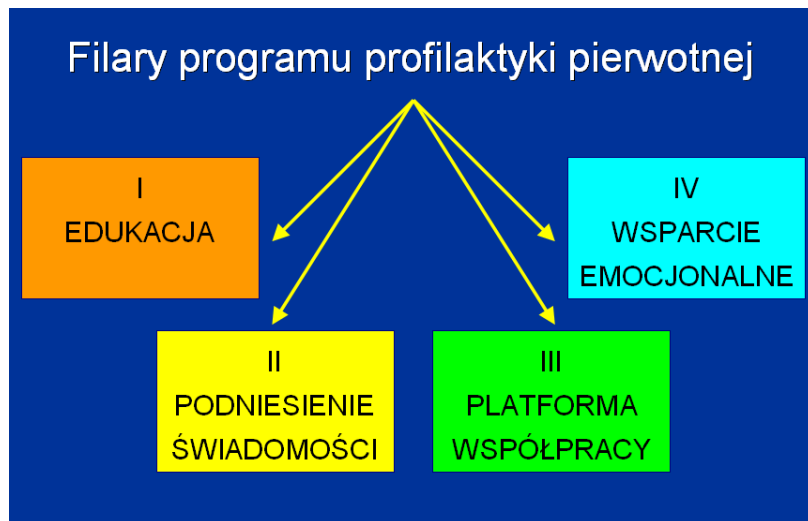 Filary programu profilaktyki pierwotnej
I
EDUKACJA
II
PODNIESIENIE
ŚWIADOMOŚCI
III
PLATFORMA
WSPÓŁPRACY
IV
WSPARCIE
EMOCJONALNE